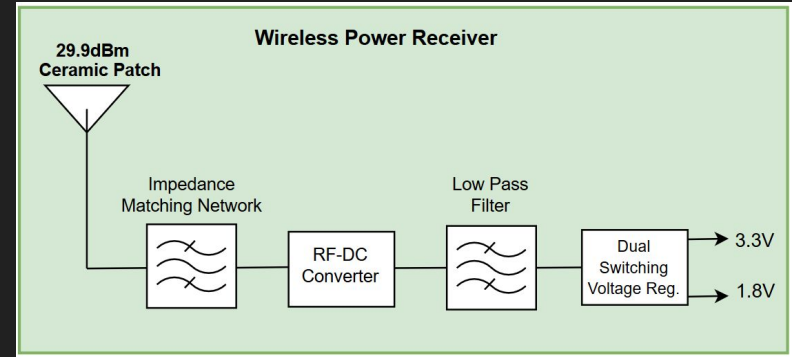 Wireless Power Receiver
29.9dBm
Ceramic Patch
Impedance
Matching Network
RF-DC
Converter
Low Pass
Filter
Dual
Switching
Voltage Reg.
3.3V
1.8V